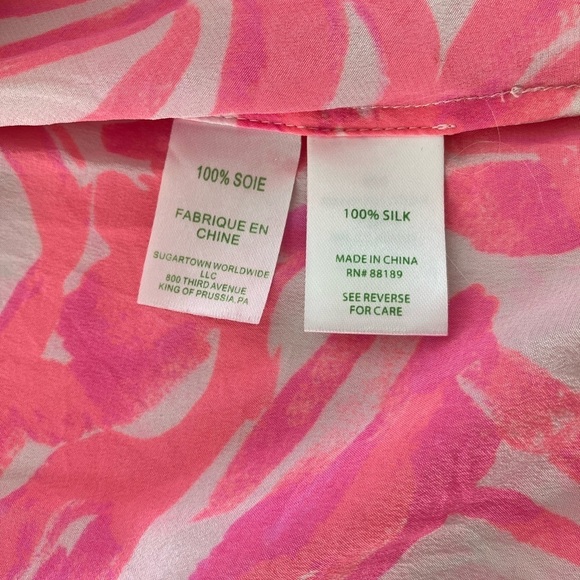 100% SOIE
FABRIQUE EN
CHINE
SUGARTOWN WORLDWIDE
LLC
800 THIRD AVENUE
KING OF PRUSSIA,PA
100% SILK
MADE IN CHINA
RN# 88189
SEE REVERSE
FOR CARE